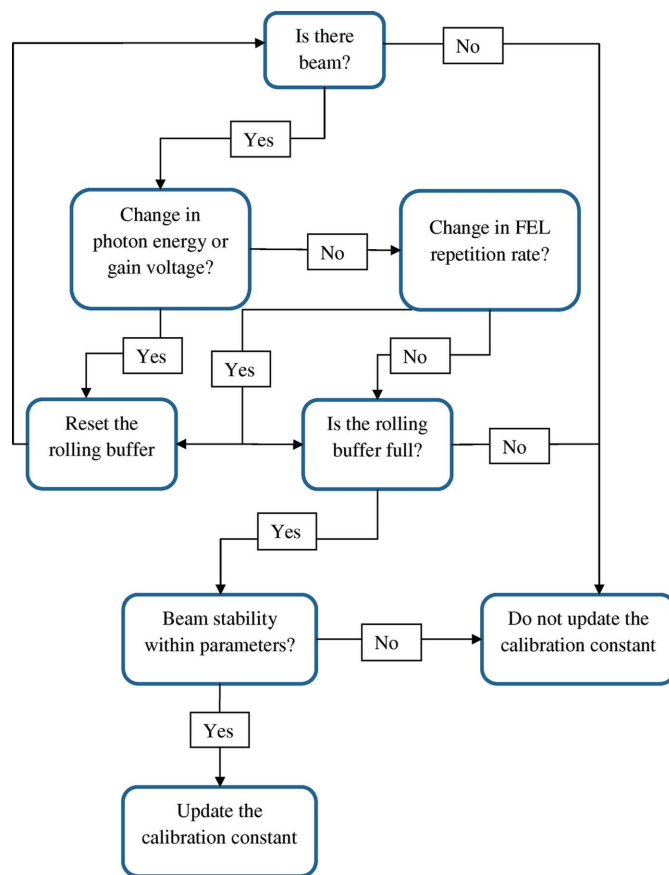 Is there
beam?
No
Yes
Change in
photon energy or
gain voltage?
No
Change in FEL
repetition rate?
Yes
Yes
No
Reset the
rolling buffer
Is the rolling
buffer full?
No
Yes
Beam stability
within parameters?
No
Do not update the
calibration constant
Yes
Update the
calibration constant